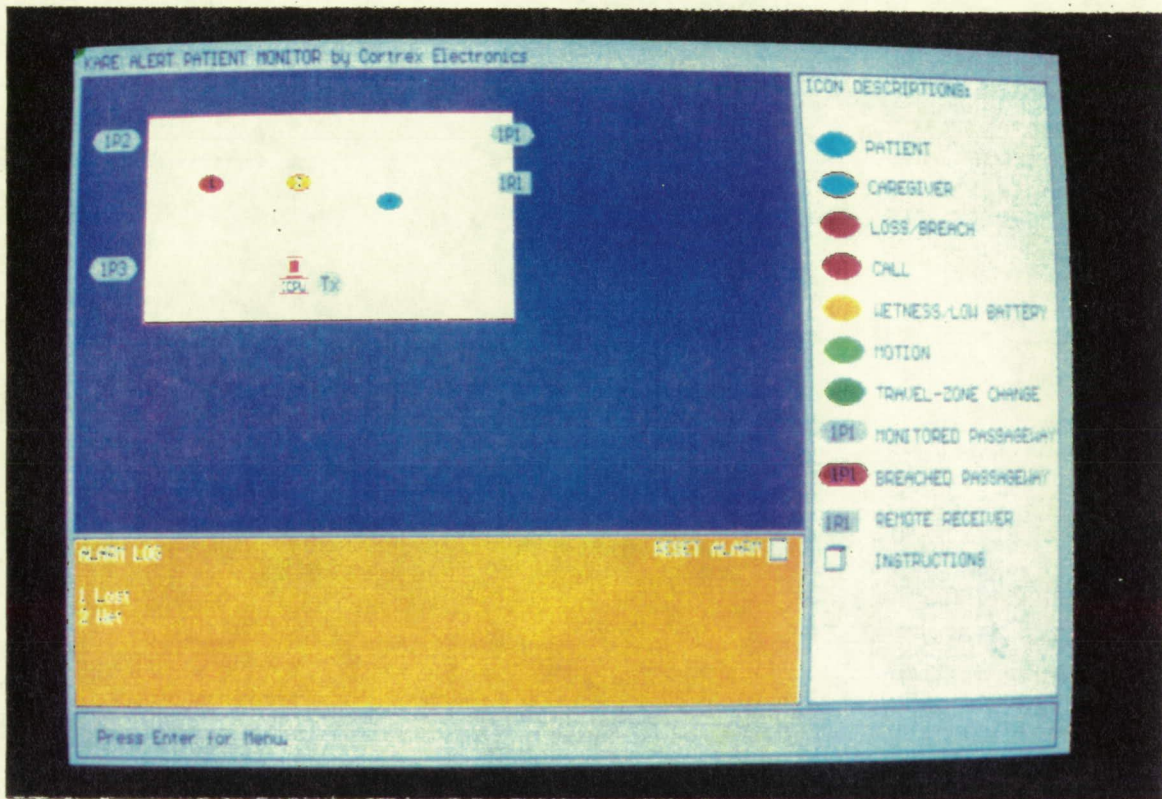 KARE ALERT PATIENT MONITOR by Cortrex Electronics
1P2
1P1
1R1
1P3
1CPU Tx
ICON DESCRIPTIONS:
PATIENT
CAREGIVER
LOSS/BREACH
CALL
WETNESS/LOW BATTERY
MOTION
TRAVEL-ZONE CHANGE
1P1 MONITORED PASSAGEWAY
1P1 BREACHED PASSAGEWAY
1R1 REMOTE RECEIVER
INSTRUCTIONS
ALARM LOG
RESET ALARM
1 Lost
2 Wet
Press Enter for Menu.